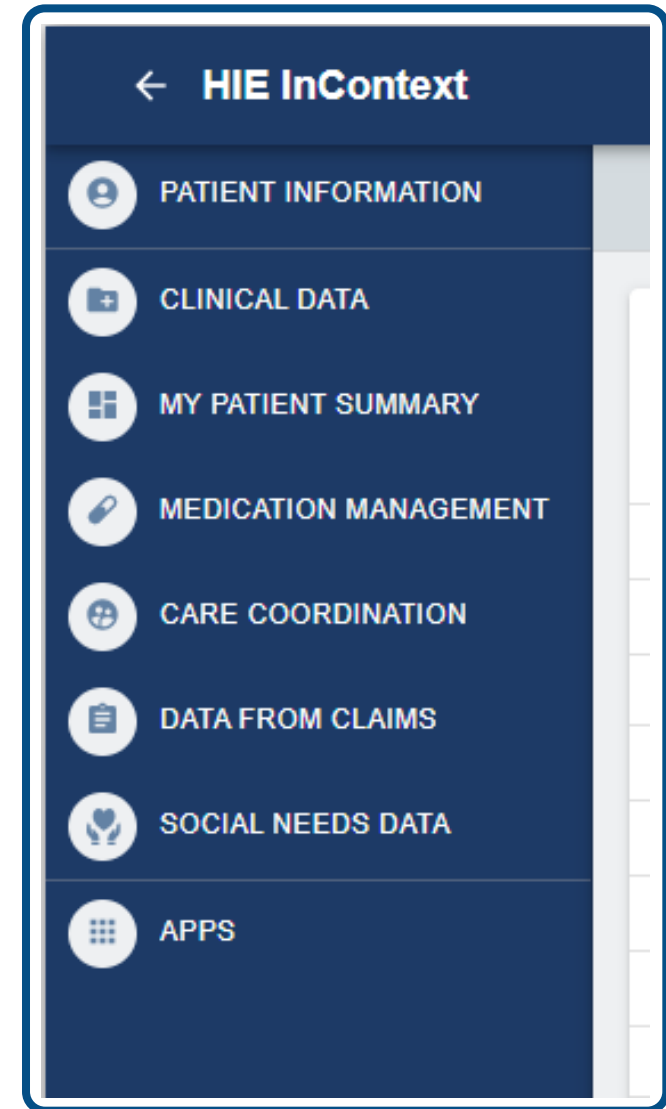 HIE InContext
PATIENT INFORMATION
CLINICAL DATA
MY PATIENT SUMMARY
MEDICATION MANAGEMENT
CARE COORDINATION
DATA FROM CLAIMS
SOCIAL NEEDS DATA
APPS